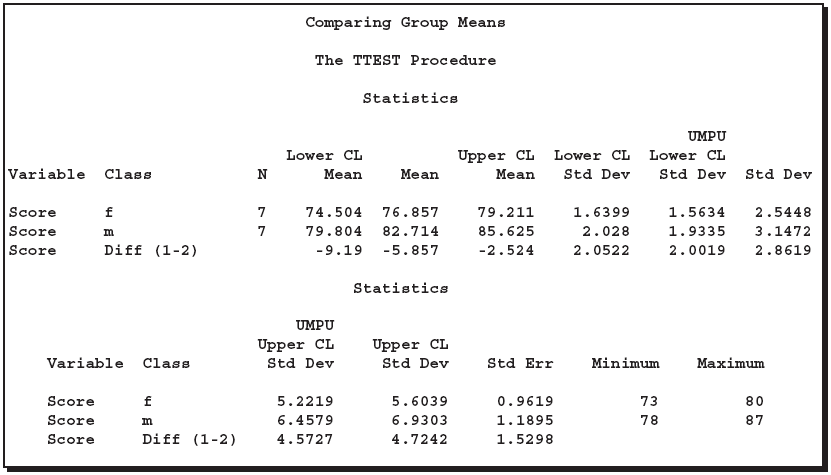 Comparing Group Means
The TTEST Procedure
Statistics
UMPU
Lower CL Upper CL Lower CL Lower CL
Variable Class N Mean Mean Mean Std Dev Std Dev Std Dev
Score f 7 74.504 76.857 79.211 1.6399 1.5634 2.5448
Score m 7 79.804 82.714 85.625 2.028 1.9335 3.1472
Score Diff (1-2) -9.19 -5.857 -2.524 2.0522 2.0019 2.8619
Statistics
UMPU
Upper CL Upper CL
Variable Class Std Dev Std Dev Std Err Minimum Maximum
Score f 5.2219 5.6039 0.9619 73 80
Score m 6.4579 6.9303 1.1895 78 87
Score Diff (1-2) 4.5727 4.7242 1.5298